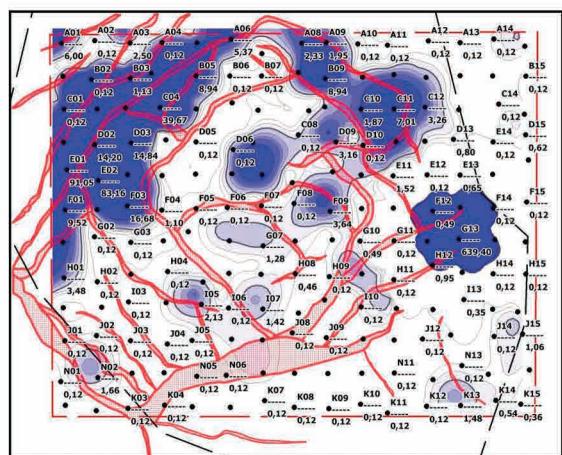 A01 A02 A03 A04 A06 A08 A09 A10 A11 A12 A13 A14
6,00 0,12 2,50 0,12 5,37 2,33 1,95 0,12 0,12 0,12 0,12 0,12
B02 B03 B05 B06 B07 B09 B15
0,12 1,13 8,94 0,12 0,12 8,94 0,12
C01 C04 C10 C11 C12 C14
0,12 39,67 1,87 7,01 3,26 0,12
D02 D03 D05 D06 C08 D09 D10 D13 E14 D15
14,20 14,84 0,12 0,12 0,12 3,16 0,12 0,80 0,12 0,62
E01 E02 E11 E12 E13
91,05 83,16 1,52 0,12 0,65
F01 F03 F04 F05 F06 F07 F08 F09 F12 F14 F15
9,52 16,68 1,10 0,12 0,12 0,12 0,12 3,64 0,49 0,12 0,12
G02 G03 G07 G10 G11 G13
0,12 0,12 1,28 0,49 0,12 639,40
H01 H02 H04 H08 H09 H11 H12 H14 H15
3,48 0,12 0,12 0,46 0,12 0,12 0,95 0,12 0,12
I03 I05 I06 I07 I10 I13
0,12 2,13 0,12 1,42 0,12 0,35
J01 J02 J03 J04 J05 J08 J09 J12 J14 J15
0,12 0,12 0,12 0,12 0,12 0,12 0,12 0,12 0,12 1,06
N01 N02 N05 N06 N11 N13
0,12 1,66 0,12 0,12 0,12 0,12
K03 K04 K07 K08 K09 K10 K11 K12 K13 K14 K15
0,12 0,12 0,12 0,12 0,12 0,12 0,12 0,12 1,48 0,54 0,36